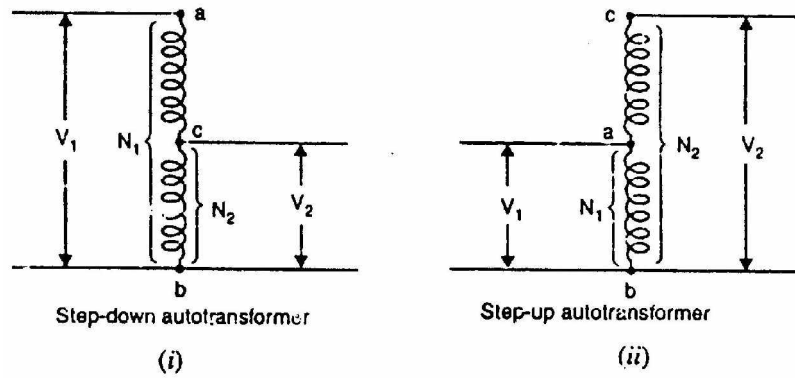 a
V₁
N₁
c
N₂
V₂
b
Step-down autotransformer
(i)
c
a
V₁
N₁
N₂
V₂
b
Step-up autotransformer
(ii)